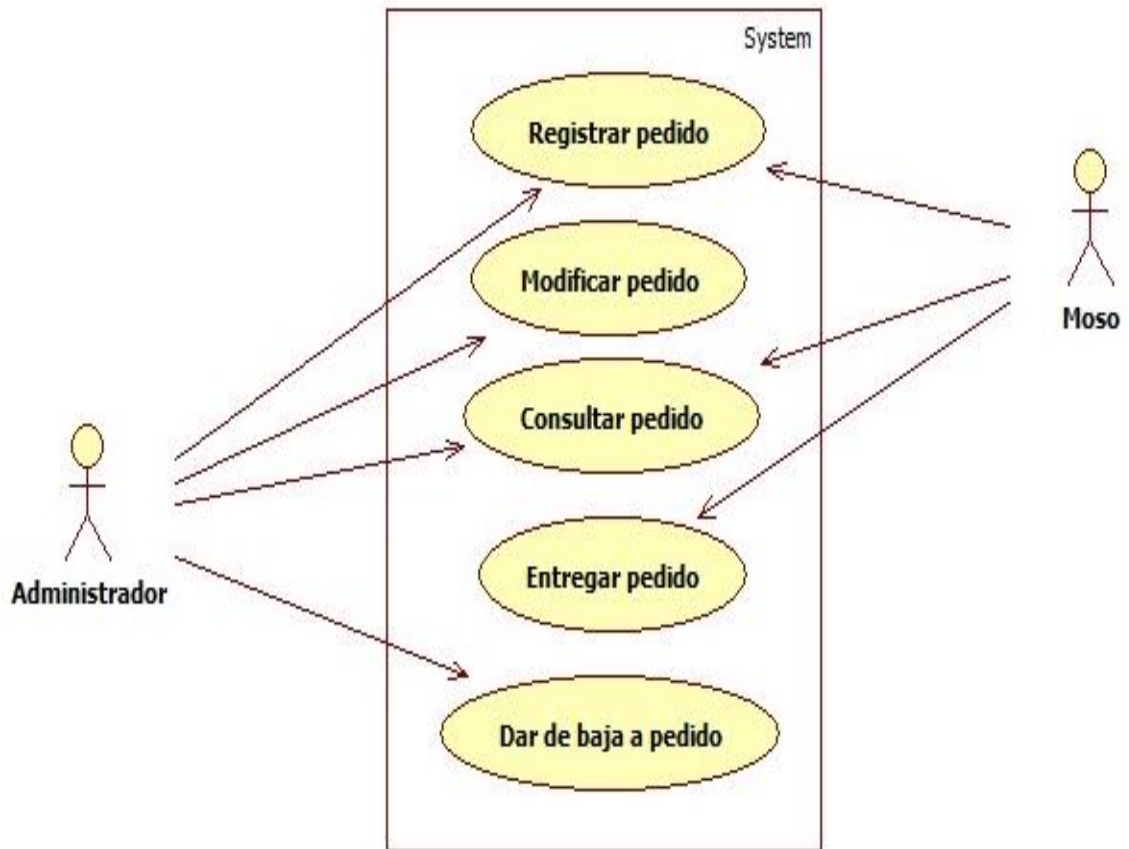 System
Registrar pedido
Modificar pedido
Moso
Consultar pedido
Entregar pedido
Administrador
Dar de baja a pedido